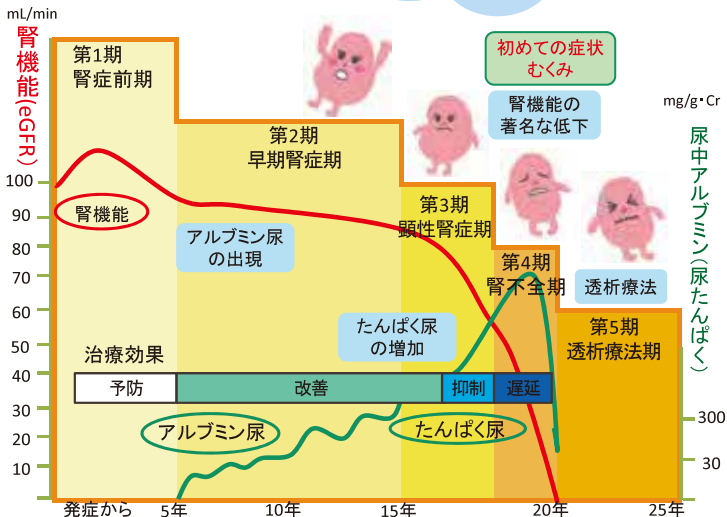 mL/min
腎機能(eGFR)
第1期
腎症前期
第2期
早期腎症期
初めての症状
むくみ
腎機能の
著名な低下
mg/g・Cr
尿中アルブミン(尿たんぱく)
第3期
顕性腎症期
第4期
腎不全期
透析療法
第5期
透析療法期
腎機能
アルブミン尿
の出現
たんぱく尿
の増加
治療効果
予防
改善
抑制
遅延
アルブミン尿
たんぱく尿
100
90
80
70
60
50
40
30
20
10
300
30
発症から
5年
10年
15年
20年
25年